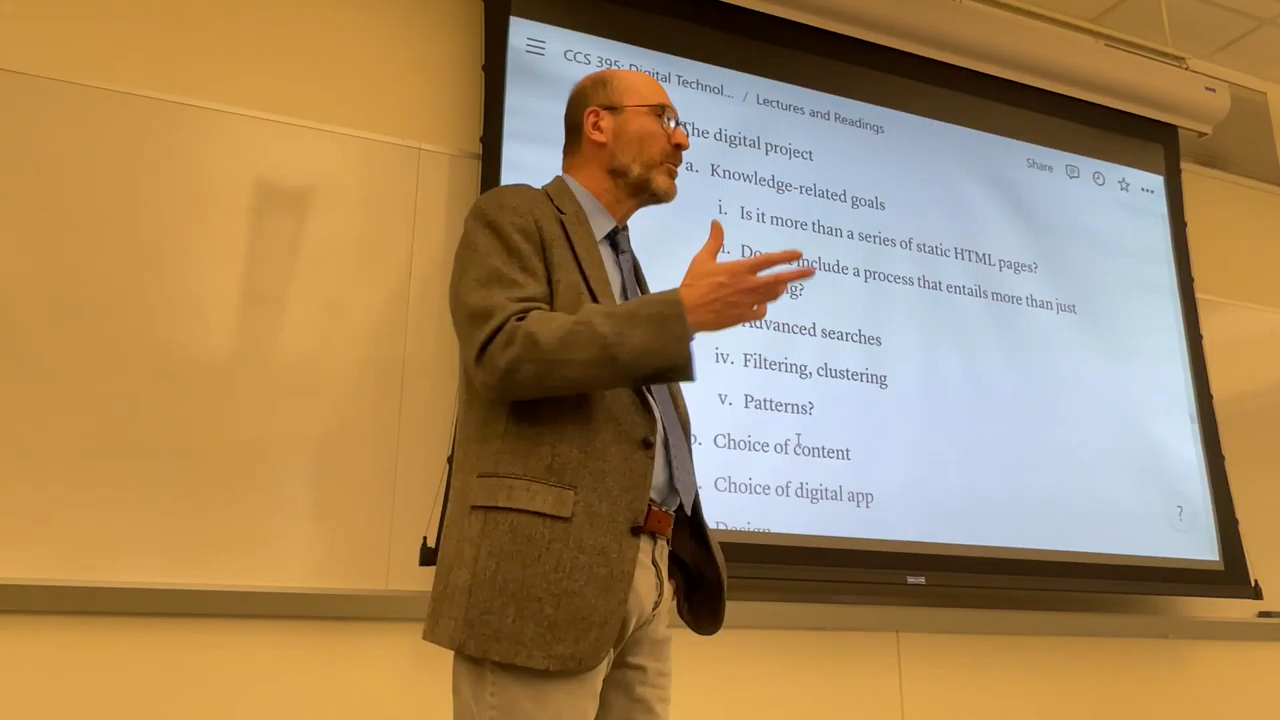 CCS 395: Digital Technol... / Lectures and Readings
Share
The digital project
a. Knowledge-related goals
i. Is it more than a series of static HTML pages?
include a process that entails more than just
Advanced searches
iv. Filtering, clustering
v. Patterns?
Choice of content
Choice of digital app
Design
?